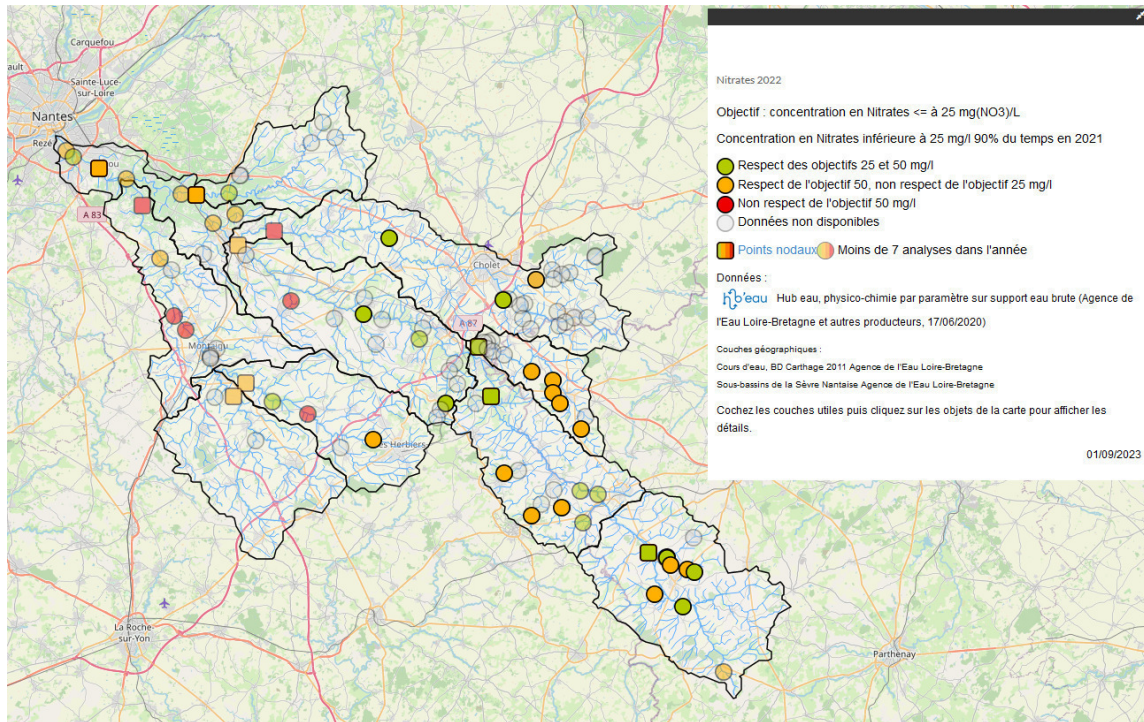 Carquefou
ault
Sainte-Luce-
sur-Loire
Nantes
Rezé
A 83
Cholet
A 87
Montaigu
es Herbiers
La Roche-
sur-Yon
Parthenay
Nitrates 2022
Objectif : concentration en Nitrates <= à 25 mg(NO3)/L
Concentration en Nitrates inférieure à 25 mg/l 90% du temps en 2021
Respect des objectifs 25 et 50 mg/l
Respect de l'objectif 50, non respect de l'objectif 25 mg/l
Non respect de l'objectif 50 mg/l
Données non disponibles
Points nodaux Moins de 7 analyses dans l'année
Données :
h̩o'eau Hub eau, physico-chimie par paramètre sur support eau brute (Agence de
l'Eau Loire-Bretagne et autres producteurs, 17/06/2020)
Couches géographiques :
Cours d'eau, BD Carthage 2011 Agence de l'Eau Loire-Bretagne
Sous-bassins de la Sèvre Nantaise Agence de l'Eau Loire-Bretagne
Cochez les couches utiles puis cliquez sur les objets de la carte pour afficher les
détails.
01/09/2023